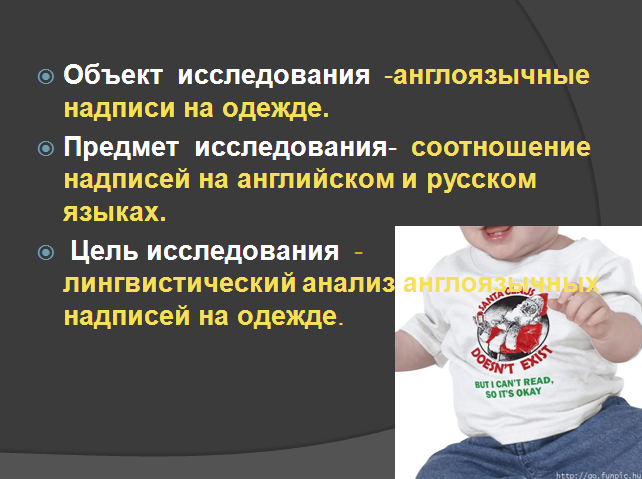 Объект исследования -англоязычные
надписи на одежде.
Предмет исследования- соотношение
надписей на английском и русском
языках.
Цель исследования -
лингвистический анализ англоязычных
надписей на одежде.
SANTA CLAUS
DOESN'T EXIST
BUT I CAN'T READ,
SO IT'S OKAY
http://go.funpic.hu